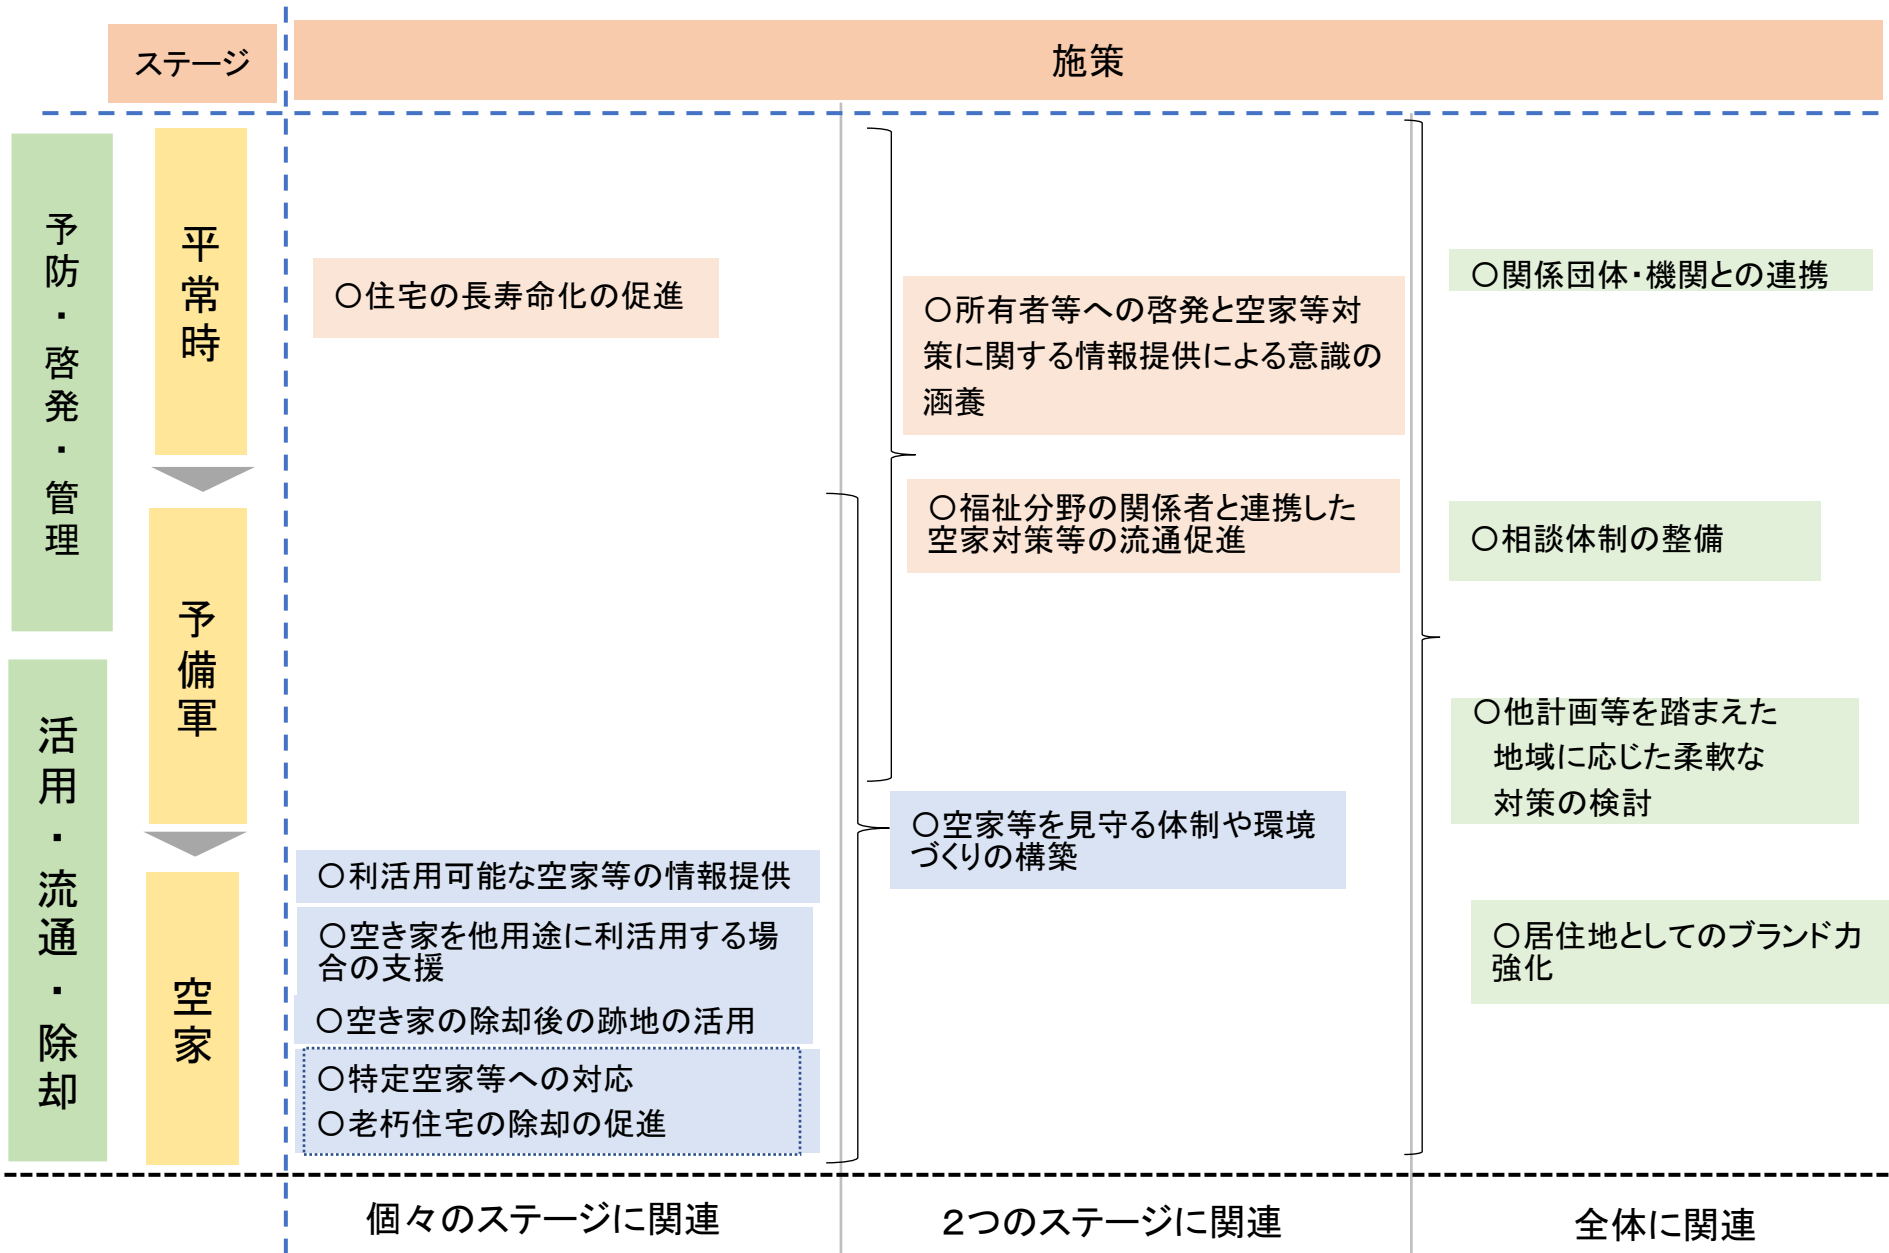 ステージ
施策
予防・啓発・管理
活用・流通・除却
平常時
予備軍
空家
○住宅の長寿命化の促進
○利活用可能な空家等の情報提供
○空き家を他用途に利活用する場
合の支援
○空き家の除却後の跡地の活用
○特定空家等への対応
○老朽住宅の除却の促進
○所有者等への啓発と空家等対
策に関する情報提供による意識の
涵養
○福祉分野の関係者と連携した
空家対策等の流通促進
○空家等を見守る体制や環境
づくりの構築
○関係団体・機関との連携
○相談体制の整備
○他計画等を踏まえた
地域に応じた柔軟な
対策の検討
○居住地としてのブランド力
強化
個々のステージに関連
2つのステージに関連
全体に関連